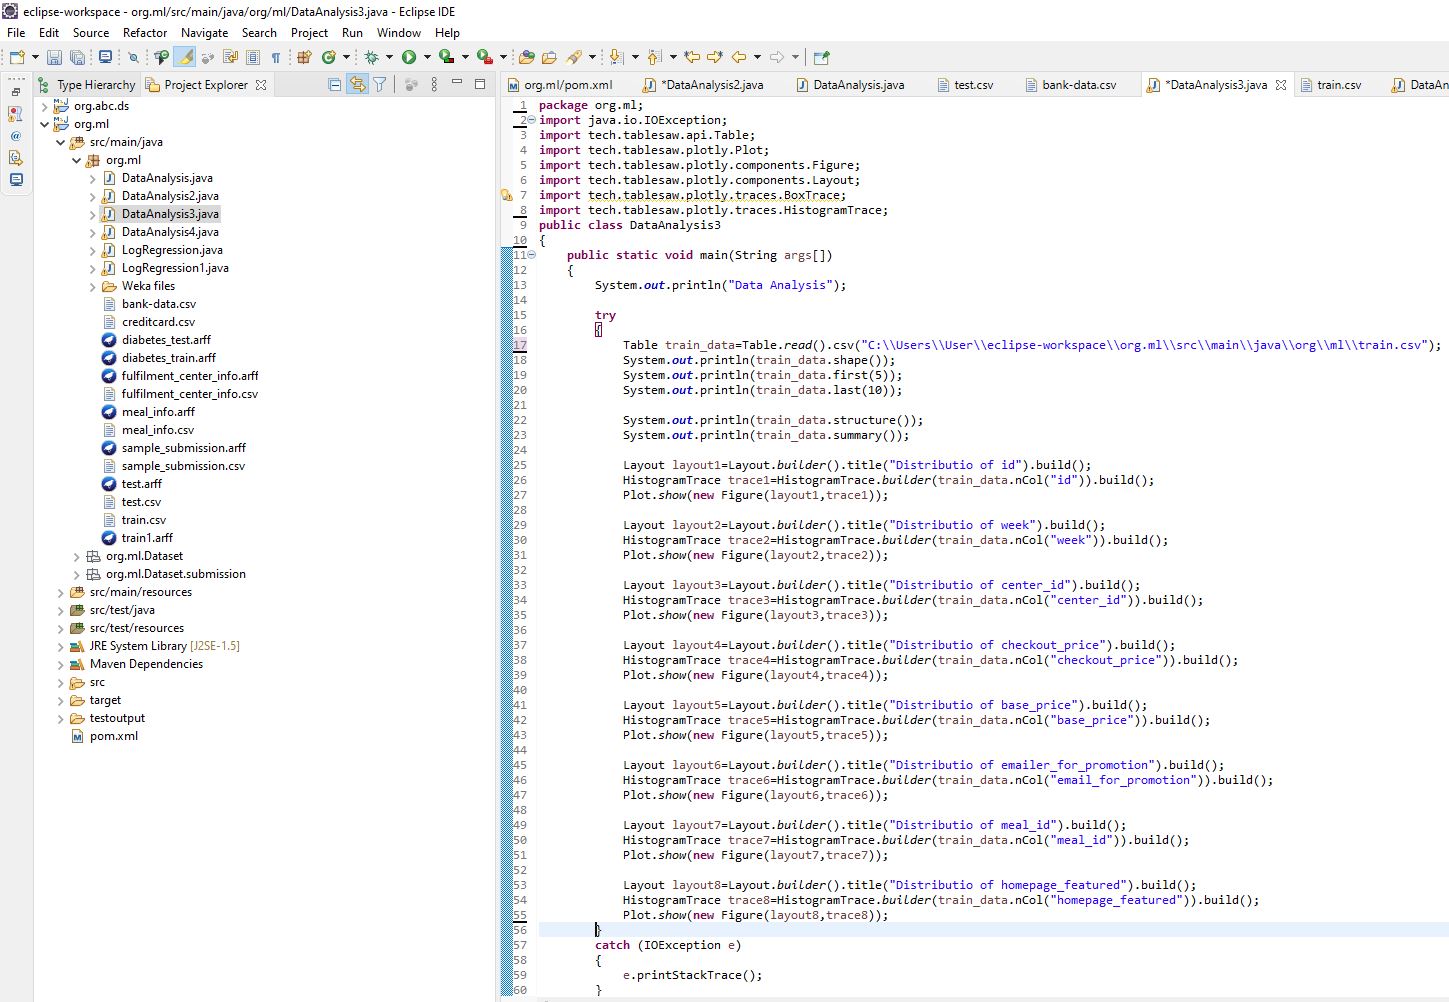 eclipse-workspace - org.ml/src/main/java/org/ml/DataAnalysis3.java - Eclipse IDE
File Edit Source Refactor Navigate Search Project Run Window Help
Type Hierarchy Project Explorer
org.abc.ds
org.ml
src/main/java
org.ml
DataAnalysis.java
DataAnalysis2.java
DataAnalysis3.java
DataAnalysis4.java
LogRegression.java
LogRegression1.java
Weka files
bank-data.csv
creditcard.csv
diabetes_test.arff
diabetes_train.arff
fulfilment_center_info.arff
fulfilment_center_info.csv
meal_info.arff
meal_info.csv
sample_submission.arff
sample_submission.csv
test.arff
test.csv
train.csv
train1.arff
org.ml.Dataset
org.ml.Dataset.submission
src/main/resources
src/test/java
src/test/resources
JRE System Library [J2SE-1.5]
Maven Dependencies
src
target
testoutput
pom.xml
org.ml/pom.xml *DataAnalysis2.java DataAnalysis.java test.csv bank-data.csv *DataAnalysis3.java train.csv DataAn
1 package org.ml;
2 import java.io.IOException;
3 import tech.tablesaw.api.Table;
4 import tech.tablesaw.plotly.Plot;
5 import tech.tablesaw.plotly.components.Figure;
6 import tech.tablesaw.plotly.components.Layout;
7 import tech.tablesaw.plotly.traces.BoxTrace;
8 import tech.tablesaw.plotly.traces.HistogramTrace;
9 public class DataAnalysis3
10 {
11 public static void main(String args[])
12 {
13 System.out.println("Data Analysis");
14
15 try
16 {
17 Table train_data=Table.read().csv("C:\\Users\\User\\eclipse-workspace\\org.ml\\src\\main\\java\\org\\ml\\train.csv");
18 System.out.println(train_data.shape());
19 System.out.println(train_data.first(5));
20 System.out.println(train_data.last(10));
21
22 System.out.println(train_data.structure());
23 System.out.println(train_data.summary());
24
25 Layout layout1=Layout.builder().title("Distributio of id").build();
26 HistogramTrace trace1=HistogramTrace.builder(train_data.nCol("id")).build();
27 Plot.show(new Figure(layout1,trace1));
28
29 Layout layout2=Layout.builder().title("Distributio of week").build();
30 HistogramTrace trace2=HistogramTrace.builder(train_data.nCol("week")).build();
31 Plot.show(new Figure(layout2,trace2));
32
33 Layout layout3=Layout.builder().title("Distributio of center_id").build();
34 HistogramTrace trace3=HistogramTrace.builder(train_data.nCol("center_id")).build();
35 Plot.show(new Figure(layout3,trace3));
36
37 Layout layout4=Layout.builder().title("Distributio of checkout_price").build();
38 HistogramTrace trace4=HistogramTrace.builder(train_data.nCol("checkout_price")).build();
39 Plot.show(new Figure(layout4,trace4));
40
41 Layout layout5=Layout.builder().title("Distributio of base_price").build();
42 HistogramTrace trace5=HistogramTrace.builder(train_data.nCol("base_price")).build();
43 Plot.show(new Figure(layout5,trace5));
44
45 Layout layout6=Layout.builder().title("Distributio of emailer_for_promotion").build();
46 HistogramTrace trace6=HistogramTrace.builder(train_data.nCol("email_for_promotion")).build();
47 Plot.show(new Figure(layout6,trace6));
48
49 Layout layout7=Layout.builder().title("Distributio of meal_id").build();
50 HistogramTrace trace7=HistogramTrace.builder(train_data.nCol("meal_id")).build();
51 Plot.show(new Figure(layout7,trace7));
52
53 Layout layout8=Layout.builder().title("Distributio of homepage_featured").build();
54 HistogramTrace trace8=HistogramTrace.builder(train_data.nCol("homepage_featured")).build();
55 Plot.show(new Figure(layout8,trace8));
56 }
57 catch (IOException e)
58 {
59 e.printStackTrace();
60 }